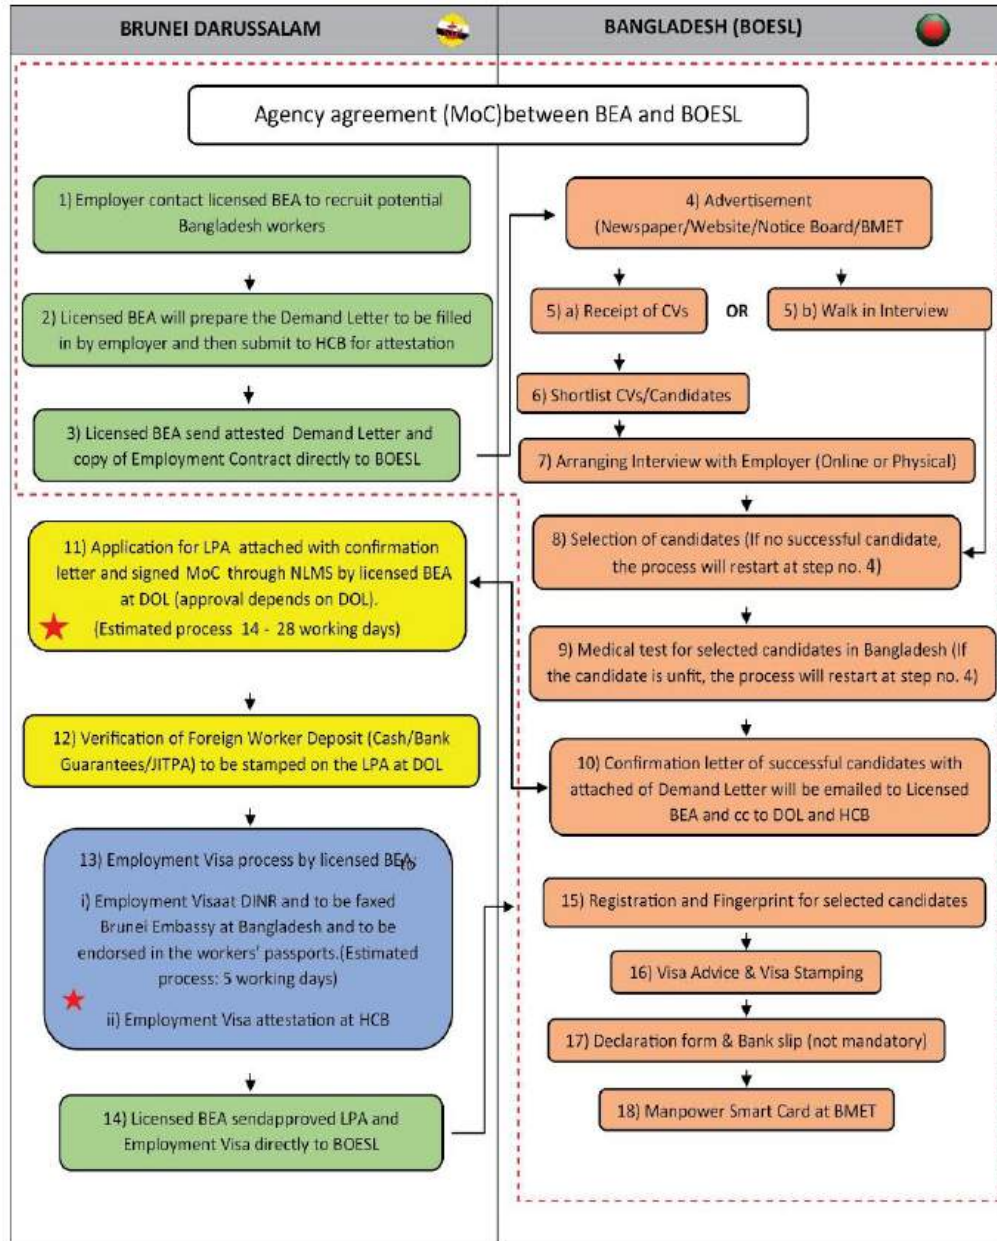 BRUNEI DARUSSALAM
BANGLADESH (BOESL)
Agency agreement (MoC)between BEA and BOESL
1) Employer contact licensed BEA to recruit potential
Bangladesh workers
2) Licensed BEA will prepare the Demand Letter to be filled
in by employer and then submit to HCB for attestation
3) Licensed BEA send attested Demand Letter and
copy of Employment Contract directly to BOESL
4) Advertisement
(Newspaper/Website/Notice Board/BMET
5) a) Receipt of CVs
OR
5) b) Walk in Interview
6) Shortlist CVs/Candidates
7) Arranging Interview with Employer (Online or Physical)
8) Selection of candidates (If no successful candidate,
the process will restart at step no. 4)
9) Medical test for selected candidates in Bangladesh (If
the candidate is unfit, the process will restart at step no. 4)
10) Confirmation letter of successful candidates with
attached of Demand Letter will be emailed to Licensed
BEA and cc to DOL and HCB
11) Application for LPA attached with confirmation
letter and signed MoC through NLMS by licensed BEA
at DOL (approval depends on DOL).
(Estimated process 14 - 28 working days)
12) Verification of Foreign Worker Deposit (Cash/Bank
Guarantees/JITPA) to be stamped on the LPA at DOL
13) Employment Visa process by licensed BEA:
to
i) Employment Visaat DINR and to be faxed
Brunei Embassy at Bangladesh and to be
endorsed in the workers' passports.(Estimated
process: 5 working days)
ii) Employment Visa attestation at HCB
14) Licensed BEA sendapproved LPA and
Employment Visa directly to BOESL
15) Registration and Fingerprint for selected candidates
16) Visa Advice & Visa Stamping
17) Declaration form & Bank slip (not mandatory)
18) Manpower Smart Card at BMET